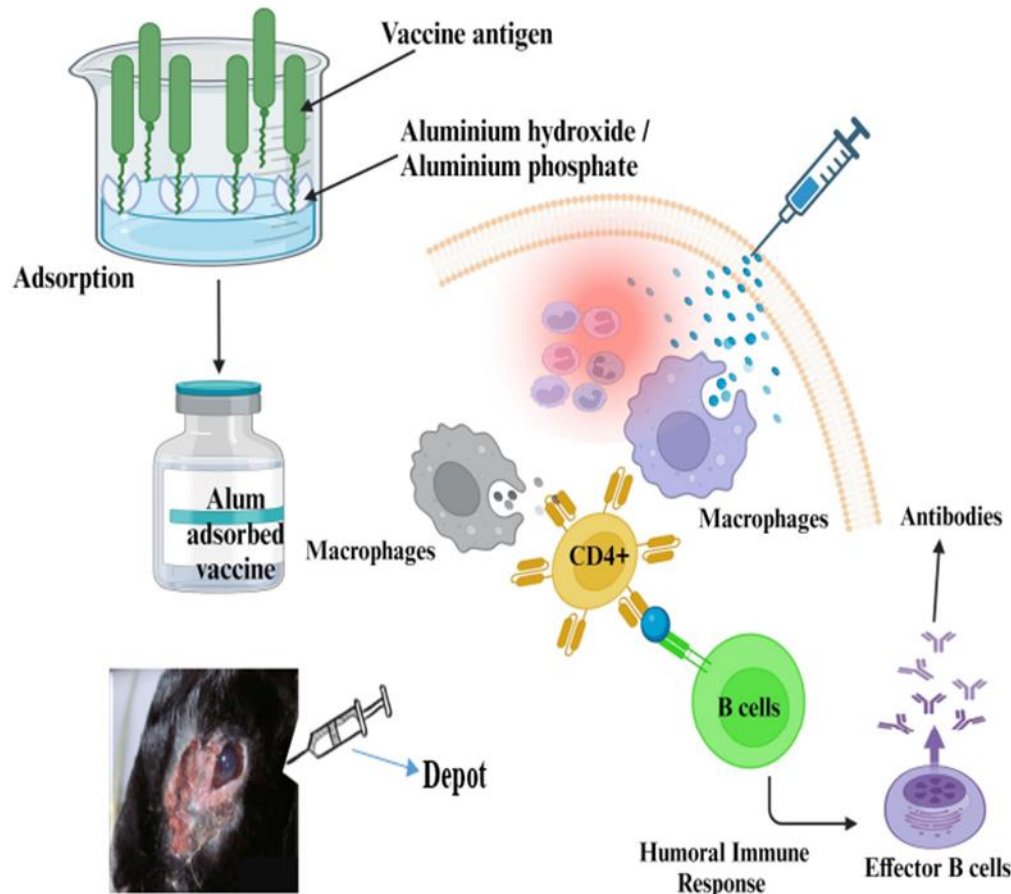 Vaccine antigen
Aluminium hydroxide /
Aluminium phosphate
Adsorption
Alum
adsorbed
vaccine
Macrophages
Macrophages
Antibodies
CD4+
B cells
Depot
Humoral Immune
Response
Effector B cells